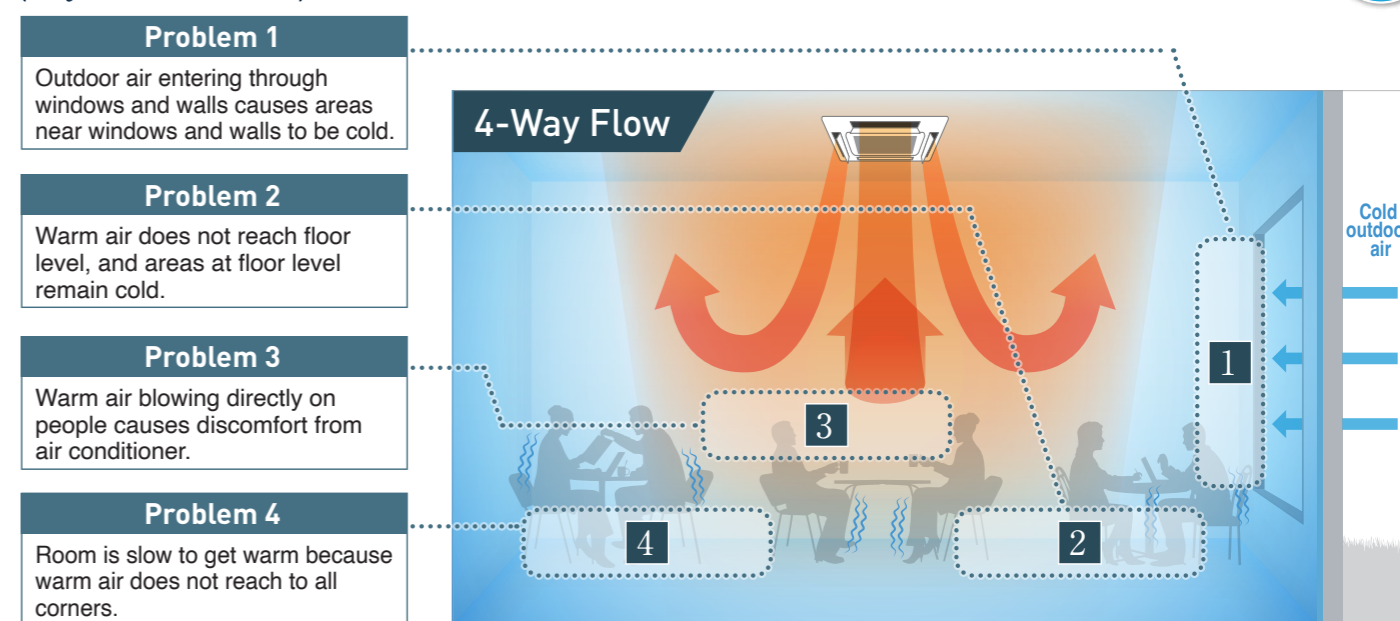 Problem 1
Outdoor air entering through
windows and walls causes areas
near windows and walls to be cold.
Problem 2
Warm air does not reach floor
level, and areas at floor level
remain cold.
Problem 3
Warm air blowing directly on
people causes discomfort from
air conditioner.
Problem 4
Room is slow to get warm because
warm air does not reach to all
corners.
4-Way Flow
Cold
air
1
3
4
2